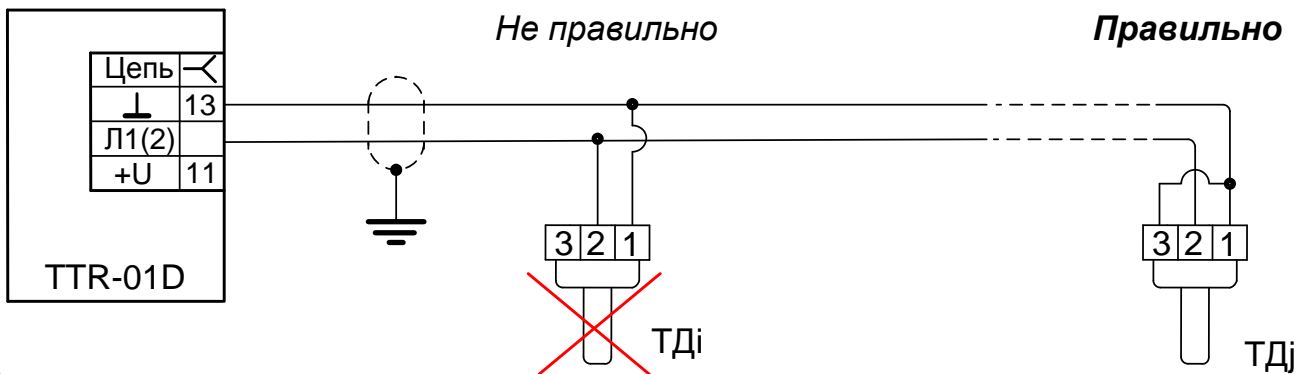 Не правильно
Правильно
Цепь
13
Л1(2)
+U 11
3 2 1
3 2 1
TTR-01D
ТДi
ТДj